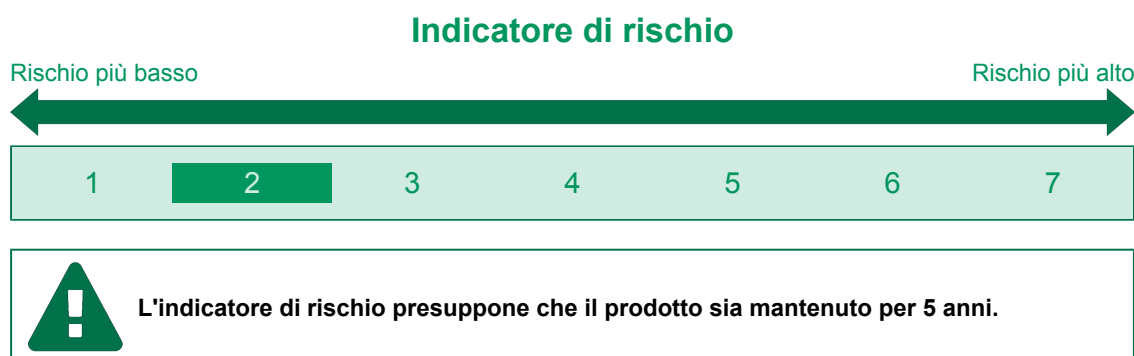 Indicatore di rischio
Rischio più basso Rischio più alto
1 2 3 4 5 6 7
L'indicatore di rischio presuppone che il prodotto sia mantenuto per 5 anni.